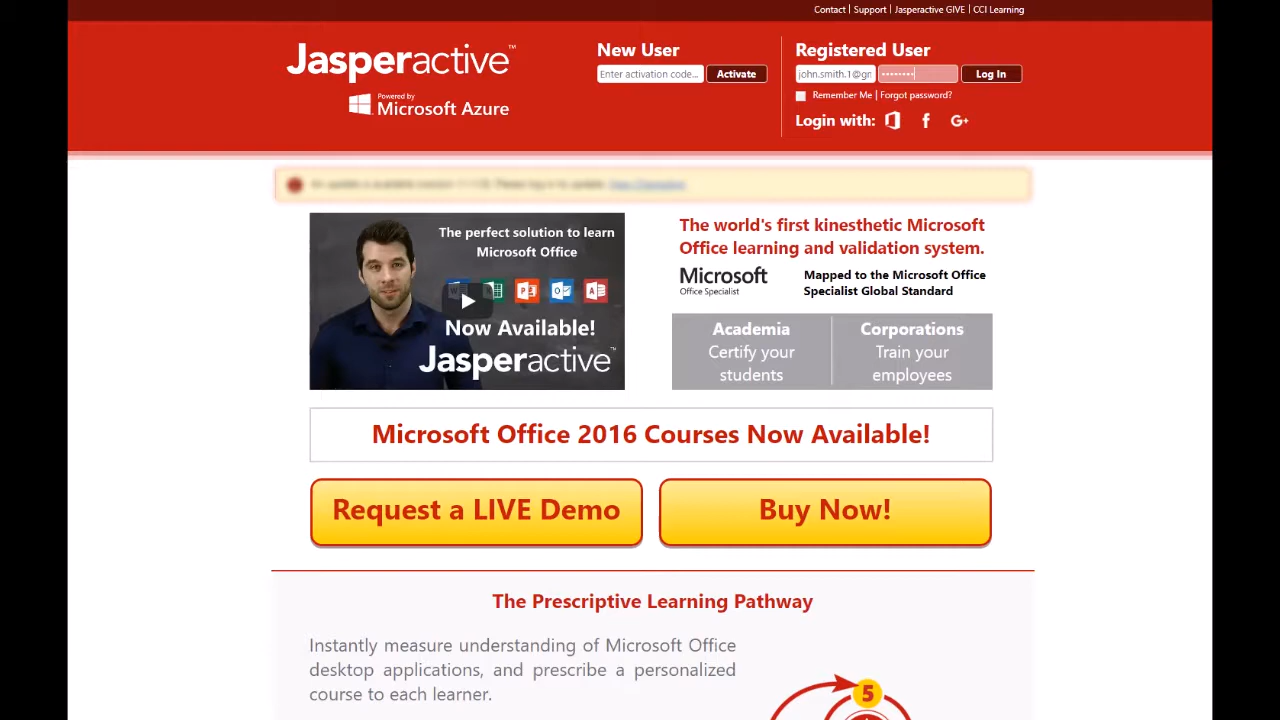 Contact | Support | Jasperactive GIVE | CCI Learning
Jasperactive™
Powered by
Microsoft Azure
New User
Enter activation code...
Activate
Registered User
john.smith.1@gm
Log In
Remember Me | Forgot password?
Login with:
The perfect solution to learn
Microsoft Office
Now Available!
Jasperactive™
The world's first kinesthetic Microsoft
Office learning and validation system.
Microsoft
Office Specialist
Mapped to the Microsoft Office
Specialist Global Standard
Academia
Certify your
students
Corporations
Train your
employees
Microsoft Office 2016 Courses Now Available!
Request a LIVE Demo
Buy Now!
The Prescriptive Learning Pathway
Instantly measure understanding of Microsoft Office
desktop applications, and prescribe a personalized
course to each learner.
5